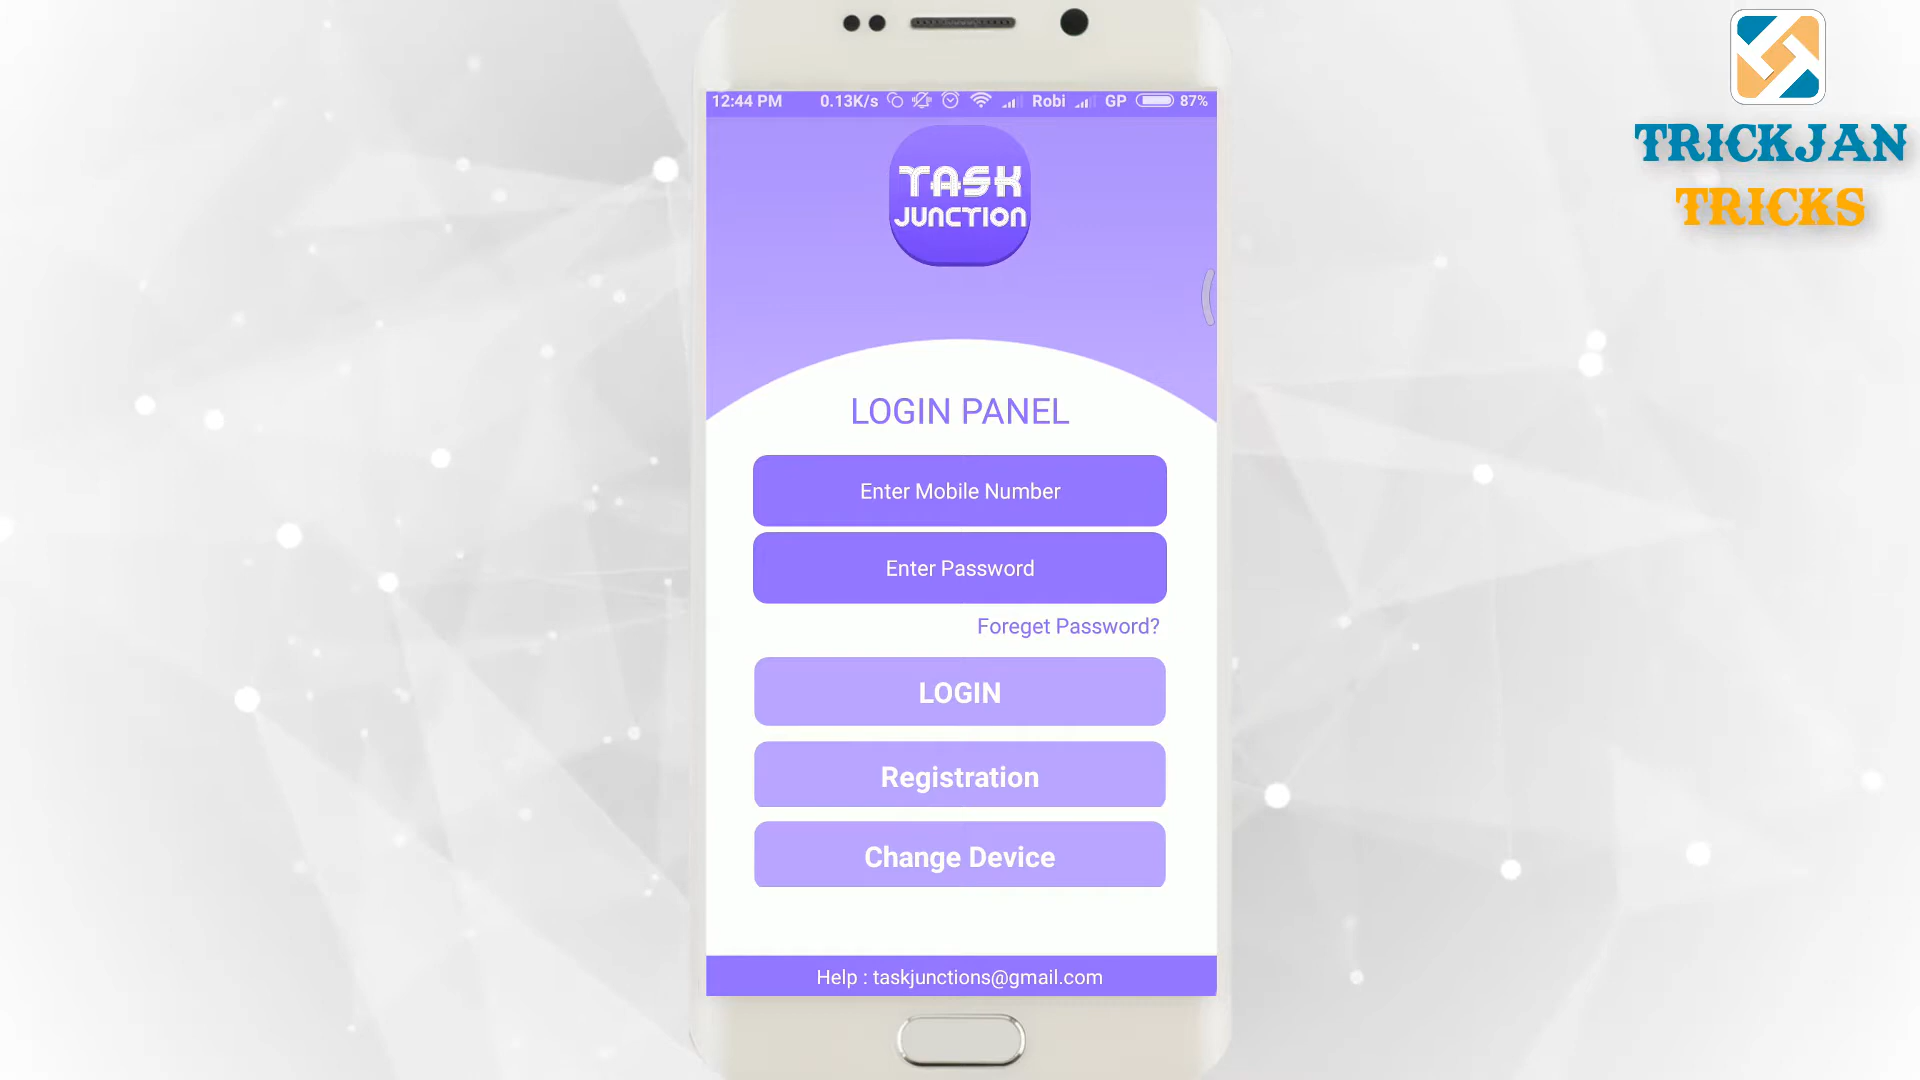 12:44 PM 0.13K/s Robi GP 87%
TRICKJAN
TRICKS
TASK
JUNCTION
LOGIN PANEL
Enter Mobile Number
Enter Password
Foreget Password?
LOGIN
Registration
Change Device
Help : taskjunctions@gmail.com